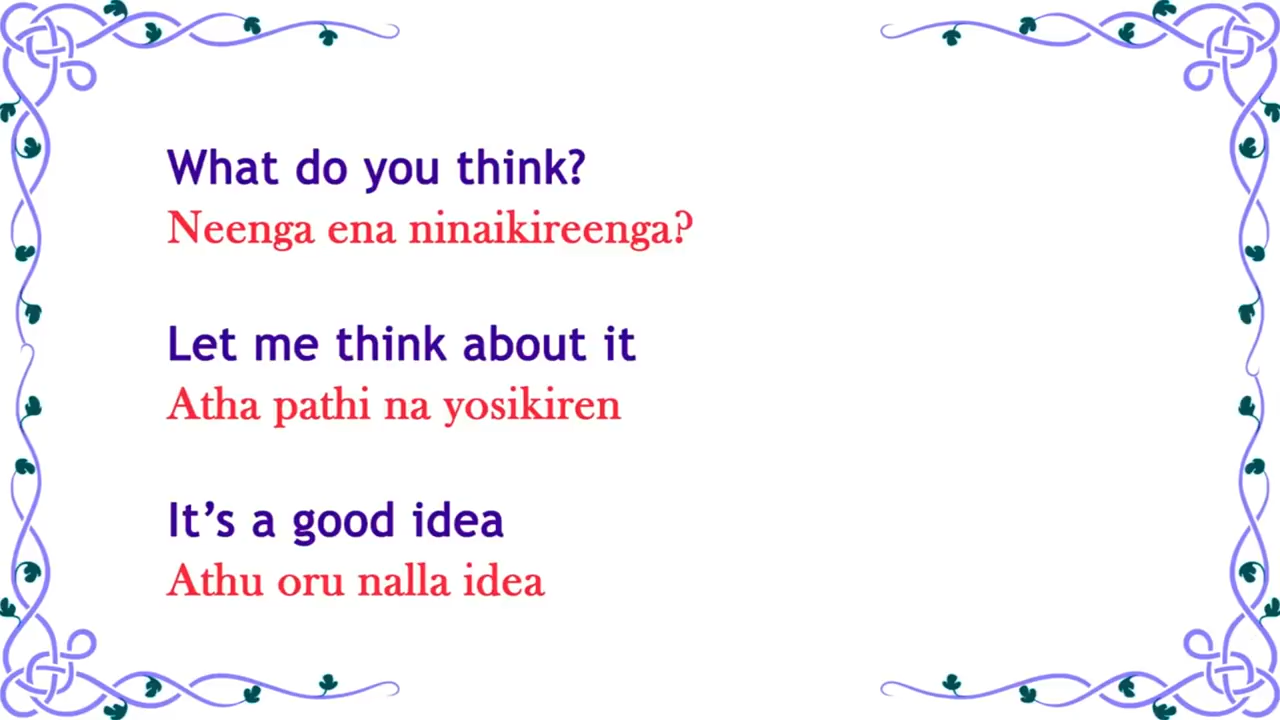 What do you think?
Neenga ena ninaikireenga?
Let me think about it
Atha pathi na yosikiren
It’s a good idea
Athu oru nalla idea